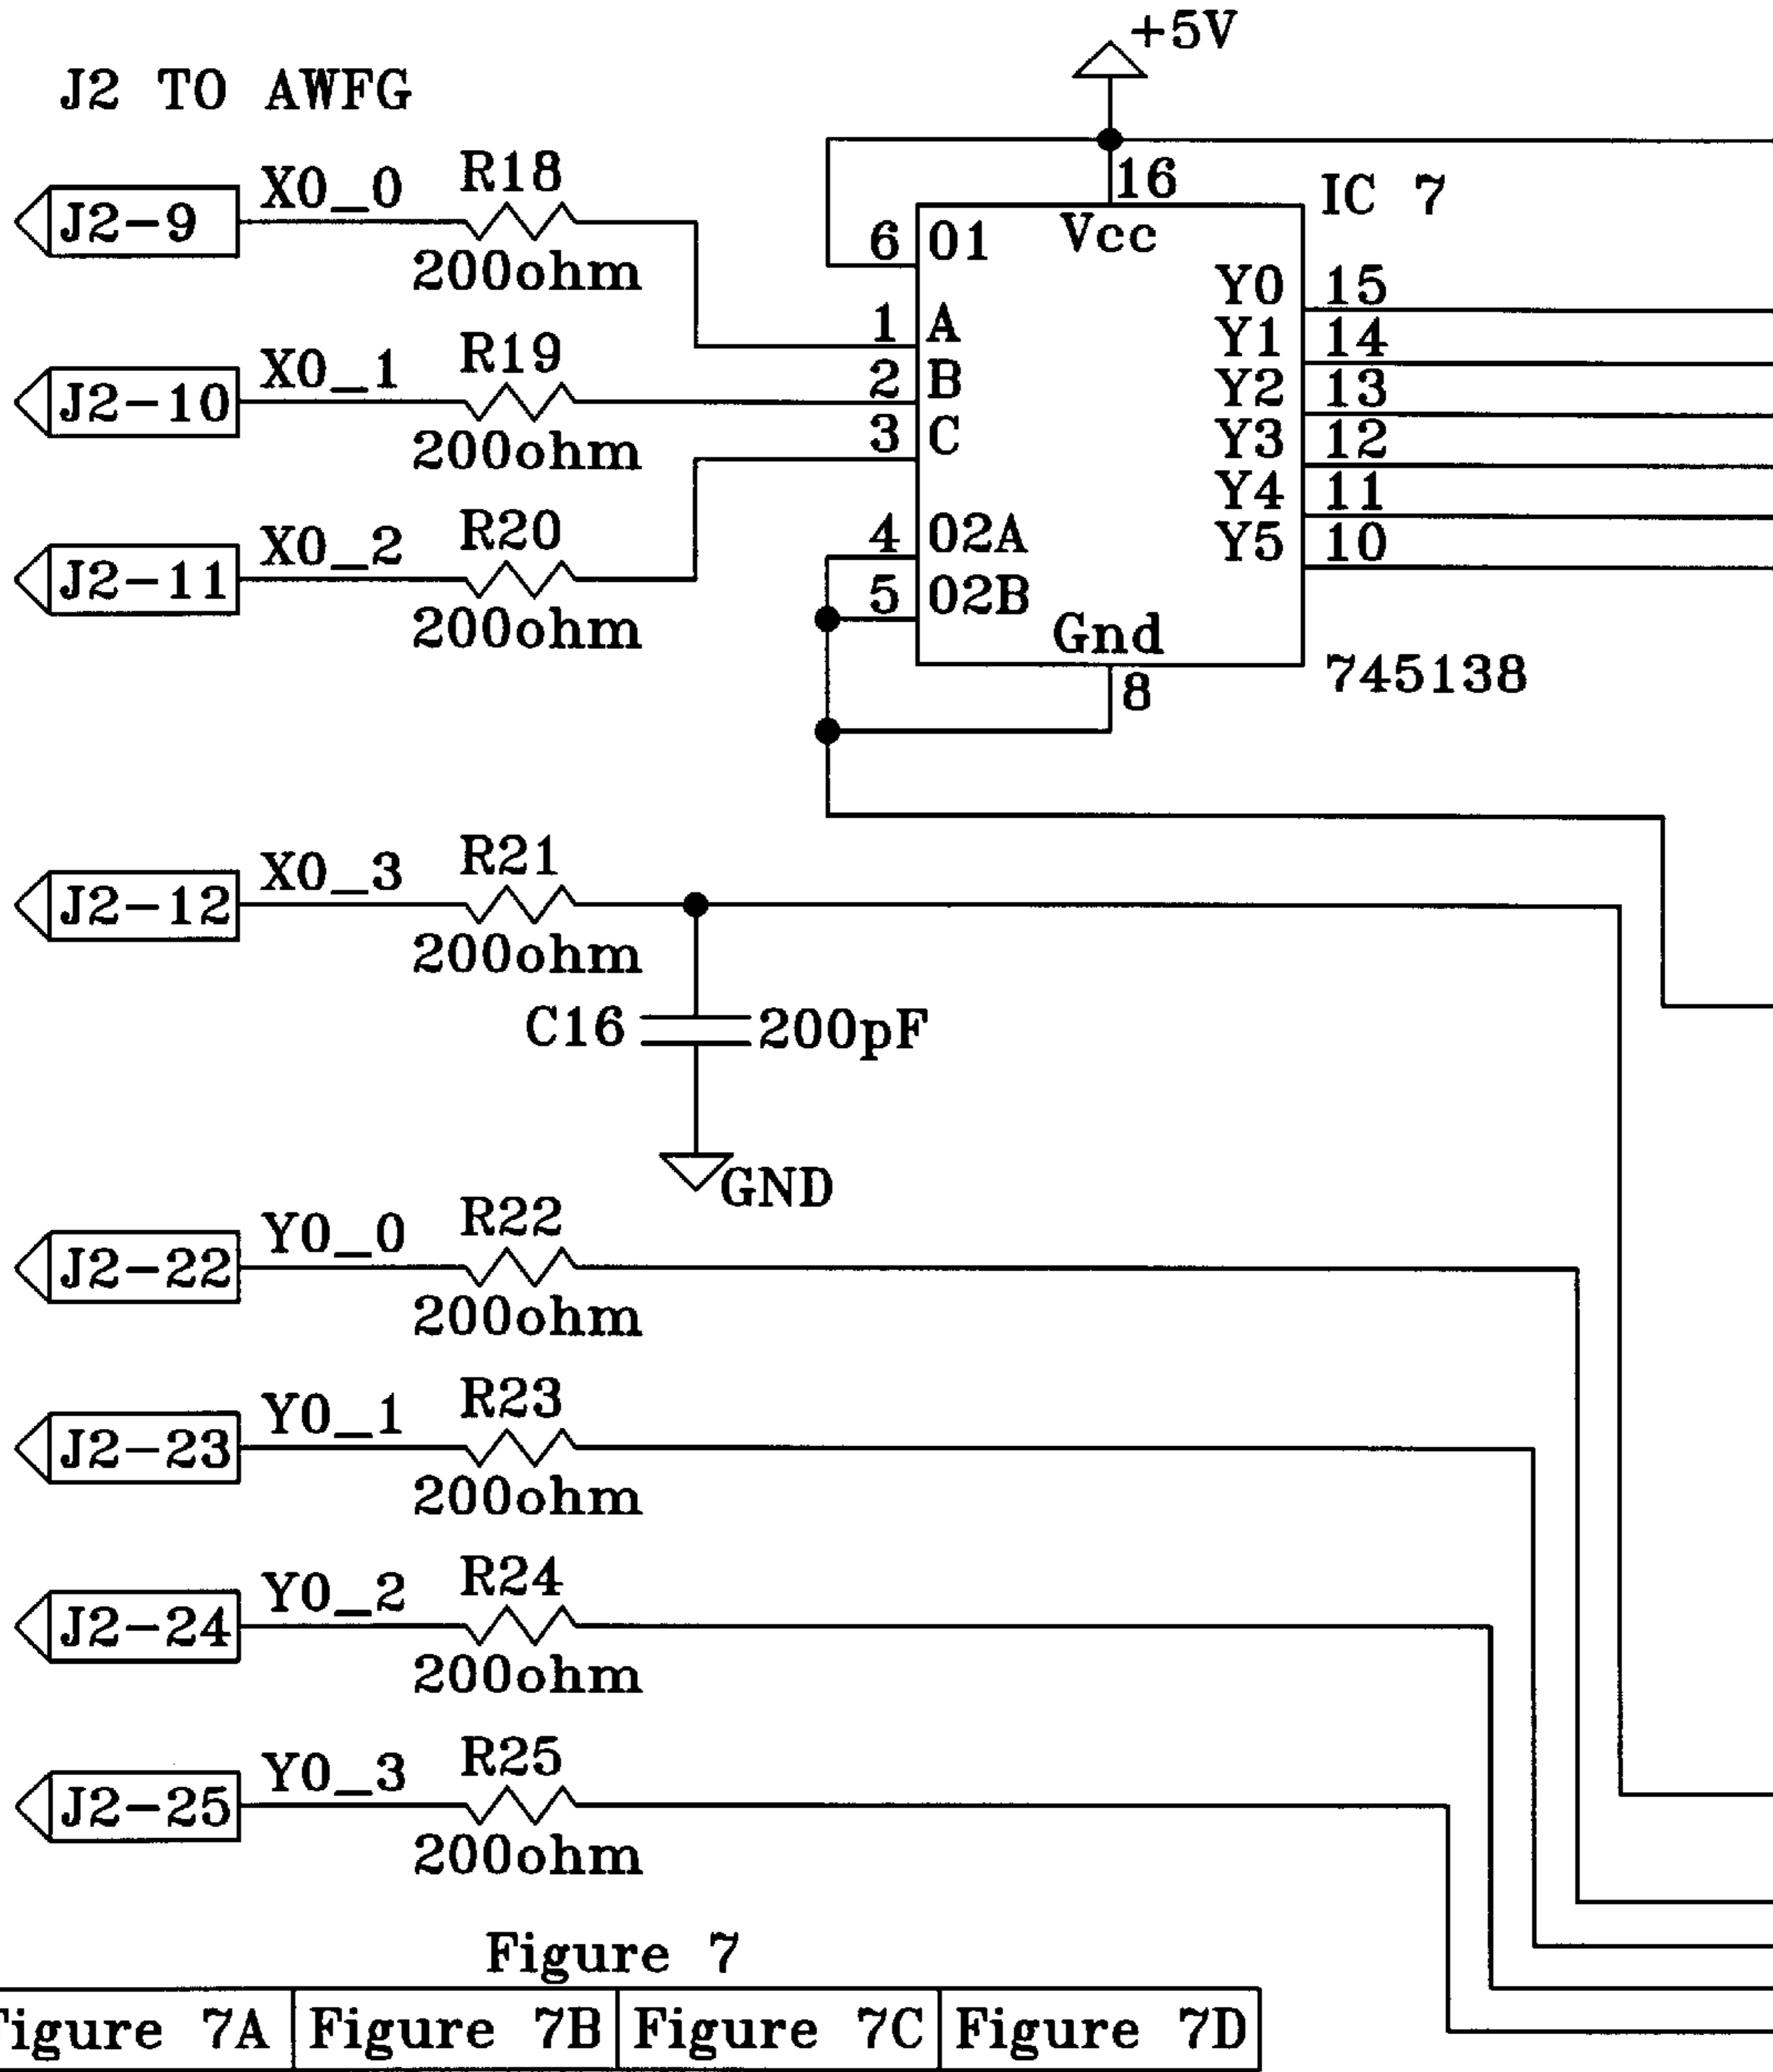 +5V
J2 TO AWFG
J2-9 X0_0 R18 200ohm
J2-10 X0_1 R19 200ohm
J2-11 X0_2 R20 200ohm
16 IC 7
Vcc
6 01
1 A
2 B
3 C
4 02A
5 02B
Y0 15
Y1 14
Y2 13
Y3 12
Y4 11
Y5 10
Gnd
8
745138
J2-12 X0_3 R21 200ohm
C16 200pF
GND
J2-22 Y0_0 R22 200ohm
J2-23 Y0_1 R23 200ohm
J2-24 Y0_2 R24 200ohm
J2-25 Y0_3 R25 200ohm
Figure 7
Figure 7A Figure 7B Figure 7C Figure 7D